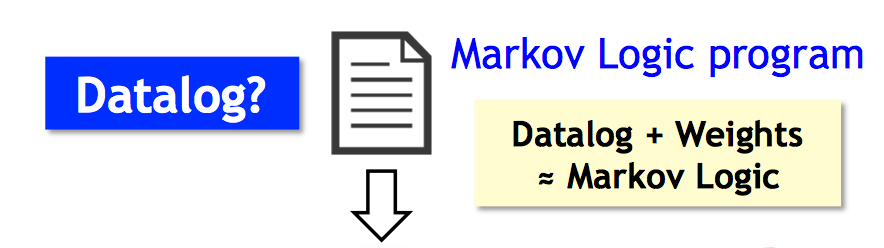 Datalog?
Markov Logic program
Datalog + Weights
≈ Markov Logic